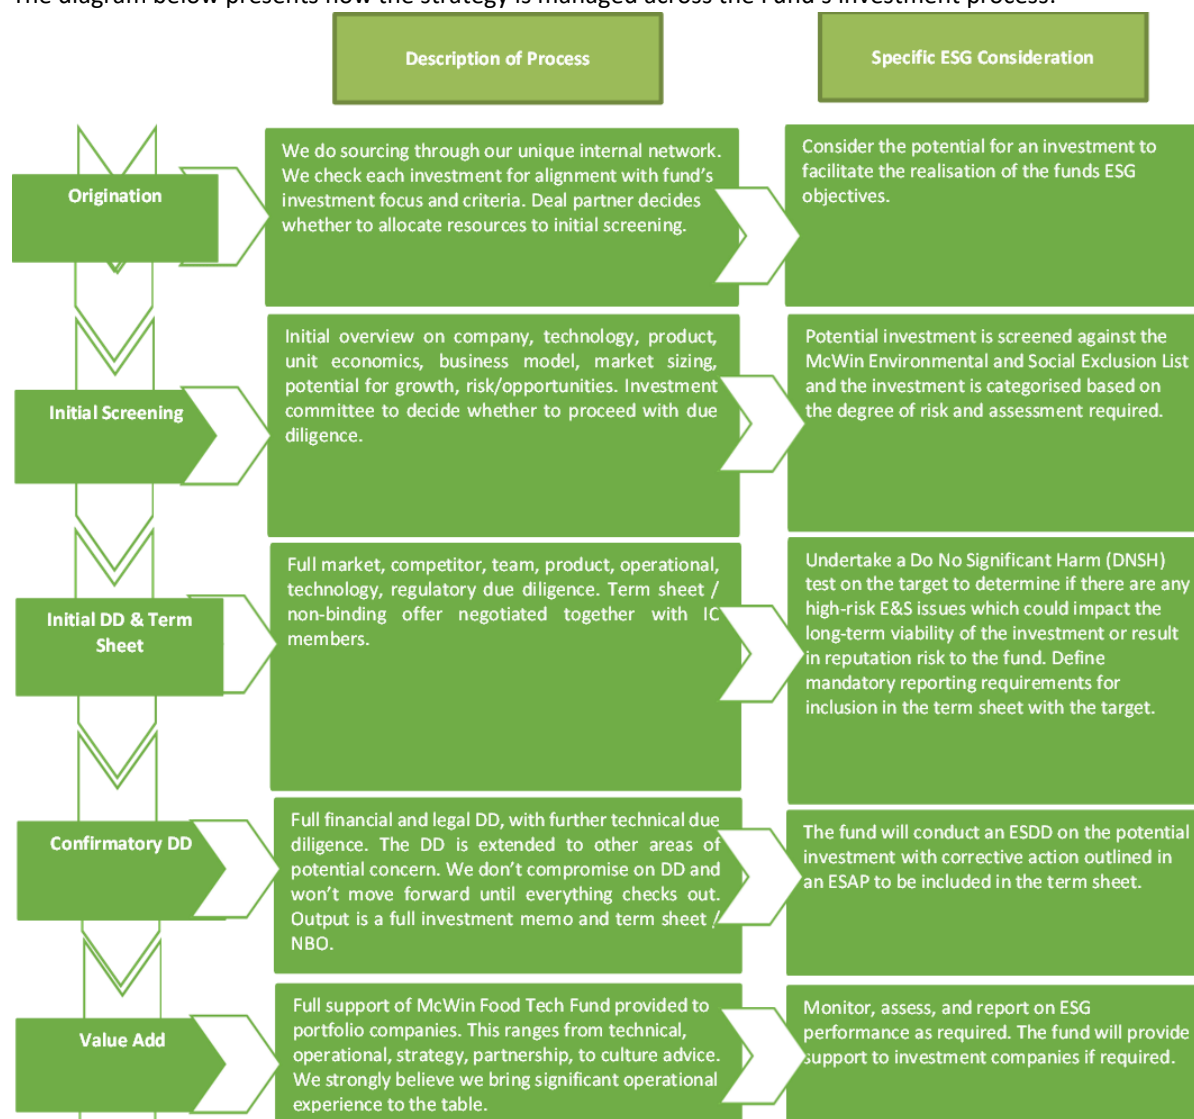 The diagram below presents how the strategy is managed across the Fund's investment process.
Description of Process
Specific ESG Consideration
Origination
We do sourcing through our unique internal network.
We check each investment for alignment with fund's
investment focus and criteria. Deal partner decides
whether to allocate resources to initial screening.
Consider the potential for an investment to
facilitate the realisation of the funds ESG
objectives.
Initial Screening
Initial overview on company, technology, product,
unit economics, business model, market sizing,
potential for growth, risk/opportunities. Investment
committee to decide whether to proceed with due
diligence.
Potential investment is screened against the
McWin Environmental and Social Exclusion List
and the investment is categorised based on
the degree of risk and assessment required.
Initial DD & Term
Sheet
Full market, competitor, team, product, operational,
technology, regulatory due diligence. Term sheet /
non-binding offer negotiated together with IC
members.
Undertake a Do No Significant Harm (DNSH)
test on the target to determine if there are any
high-risk E&S issues which could impact the
long-term viability of the investment or result
in reputation risk to the fund. Define
mandatory reporting requirements for
inclusion in the term sheet with the target.
Confirmatory DD
Full financial and legal DD, with further technical due
diligence. The DD is extended to other areas of
potential concern. We don't compromise on DD and
won't move forward until everything checks out.
Output is a full investment memo and term sheet /
NBO.
The fund will conduct an ESDD on the potential
investment with corrective action outlined in
an ESAP to be included in the term sheet.
Value Add
Full support of McWin Food Tech Fund provided to
portfolio companies. This ranges from technical,
operational, strategy, partnership, to culture advice.
We strongly believe we bring significant operational
experience to the table.
Monitor, assess, and report on ESG
performance as required. The fund will provide
support to investment companies if required.